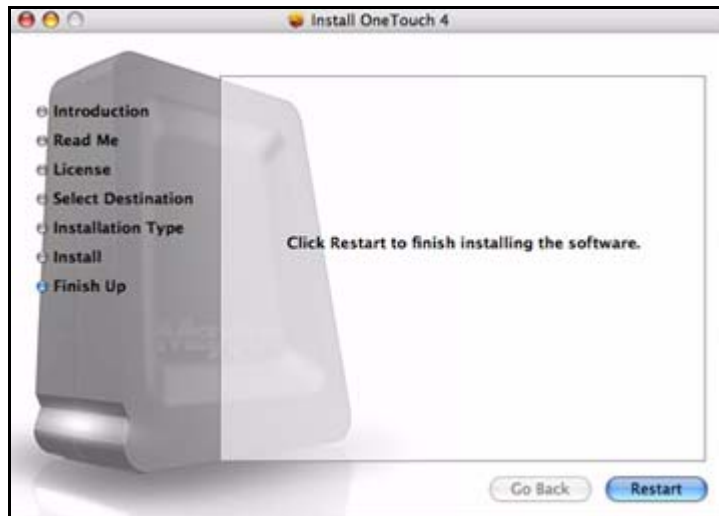 Install OneTouch 4
Introduction
Read Me
License
Select Destination
Installation Type
Install
Finish Up
Click Restart to finish installing the software.
Maxtor
Go Back
Restart